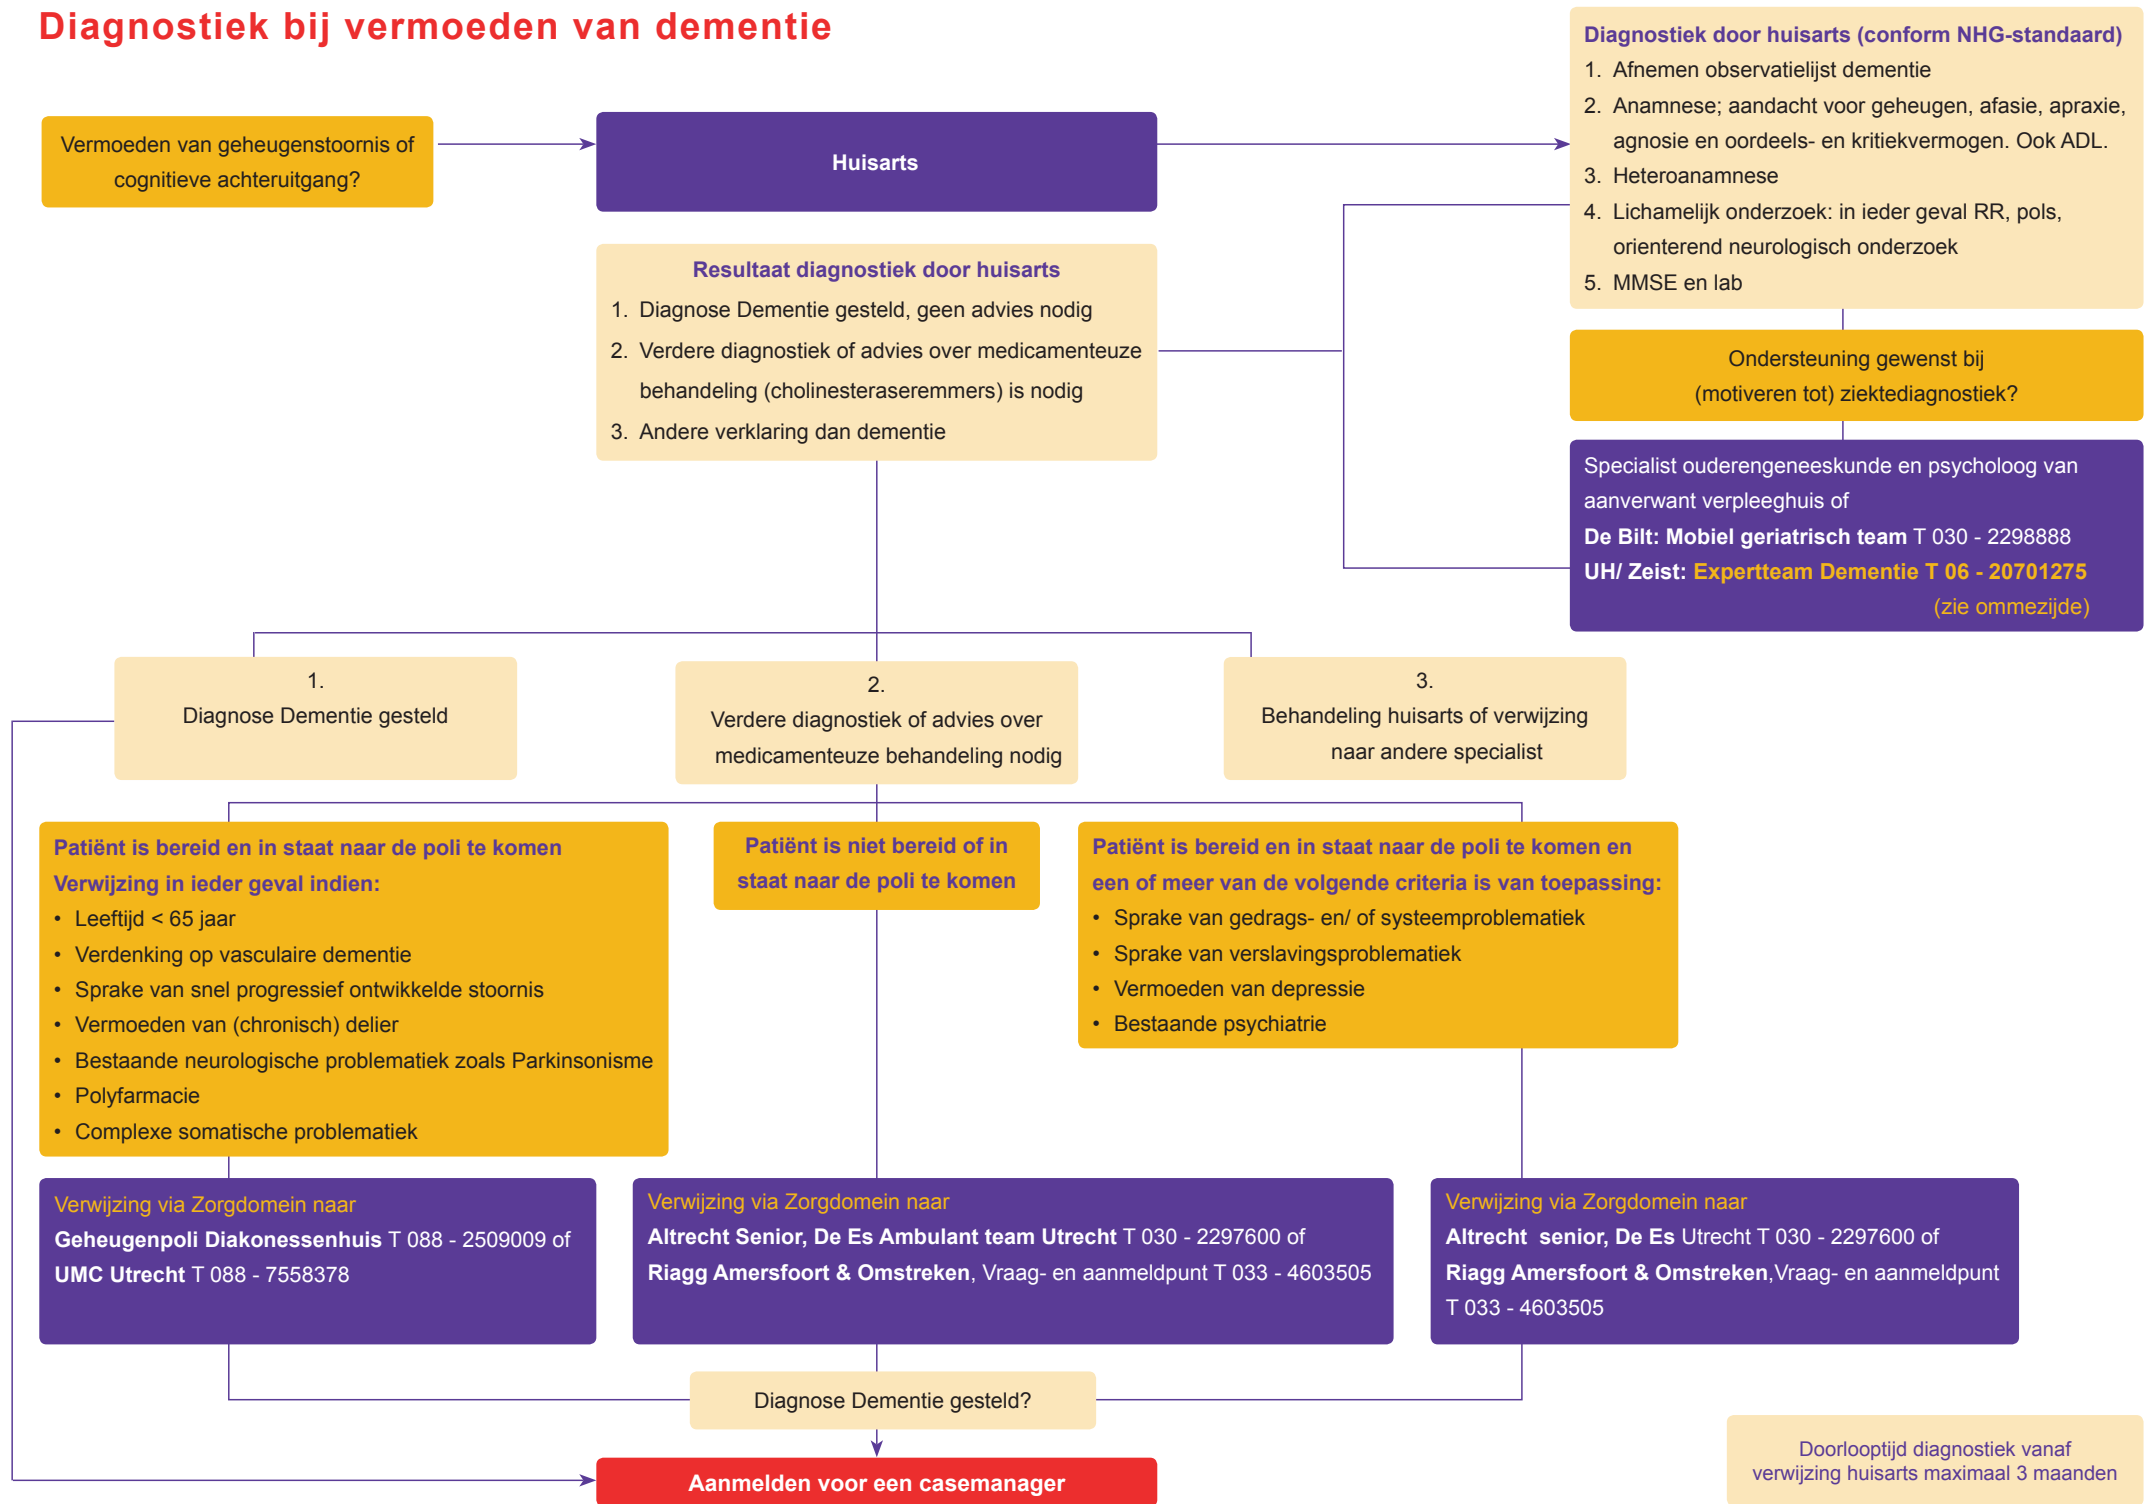 Diagnostiek bij vermoeden van dementie
Vermoeden van geheugenstoornis of
cognitieve achteruitgang?
Huisarts
Diagnostiek door huisarts (conform NHG-standaard)
1. Afnemen observatielijst dementie
2. Anamnese; aandacht voor geheugen, afasie, apraxie,
agnosie en oordeels- en kritiekvermogen. Ook ADL.
3. Heteroanamnese
4. Lichamelijk onderzoek: in ieder geval RR, pols,
orienterend neurologisch onderzoek
5. MMSE en lab
Resultaat diagnostiek door huisarts
1. Diagnose Dementie gesteld, geen advies nodig
2. Verdere diagnostiek of advies over medicamenteuze
behandeling (cholinesteraseremmers) is nodig
3. Andere verklaring dan dementie
Ondersteuning gewenst bij
(motiveren tot) ziektediagnostiek?
Specialist ouderengeneeskunde en psycholoog van
aanverwant verpleeghuis of
De Bilt: Mobiel geriatrisch team T 030 - 2298888
UH/ Zeist: Expertteam Dementie T 06 - 20701275
(zie ommezijde)
1.
Diagnose Dementie gesteld
2.
Verdere diagnostiek of advies over
medicamenteuze behandeling nodig
3.
Behandeling huisarts of verwijzing
naar andere specialist
Patiënt is bereid en in staat naar de poli te komen
Verwijzing in ieder geval indien:
• Leeftijd < 65 jaar
• Verdenking op vasculaire dementie
• Sprake van snel progressief ontwikkelde stoornis
• Vermoeden van (chronisch) delier
• Bestaande neurologische problematiek zoals Parkinsonisme
• Polyfarmacie
• Complexe somatische problematiek
Patiënt is niet bereid of in
staat naar de poli te komen
Patiënt is bereid en in staat naar de poli te komen en
een of meer van de volgende criteria is van toepassing:
• Sprake van gedrags- en/ of systeemproblematiek
• Sprake van verslavingsproblematiek
• Vermoeden van depressie
• Bestaande psychiatrie
Verwijzing via Zorgdomein naar
Geheugenpoli Diakonessenhuis T 088 - 2509009 of
UMC Utrecht T 088 - 7558378
Verwijzing via Zorgdomein naar
Altrecht Senior, De Es Ambulant team Utrecht T 030 - 2297600 of
Riagg Amersfoort & Omstreken, Vraag- en aanmeldpunt T 033 - 4603505
Verwijzing via Zorgdomein naar
Altrecht senior, De Es Utrecht T 030 - 2297600 of
Riagg Amersfoort & Omstreken,Vraag- en aanmeldpunt
T 033 - 4603505
Diagnose Dementie gesteld?
Aanmelden voor een casemanager
Doorlooptijd diagnostiek vanaf
verwijzing huisarts maximaal 3 maanden